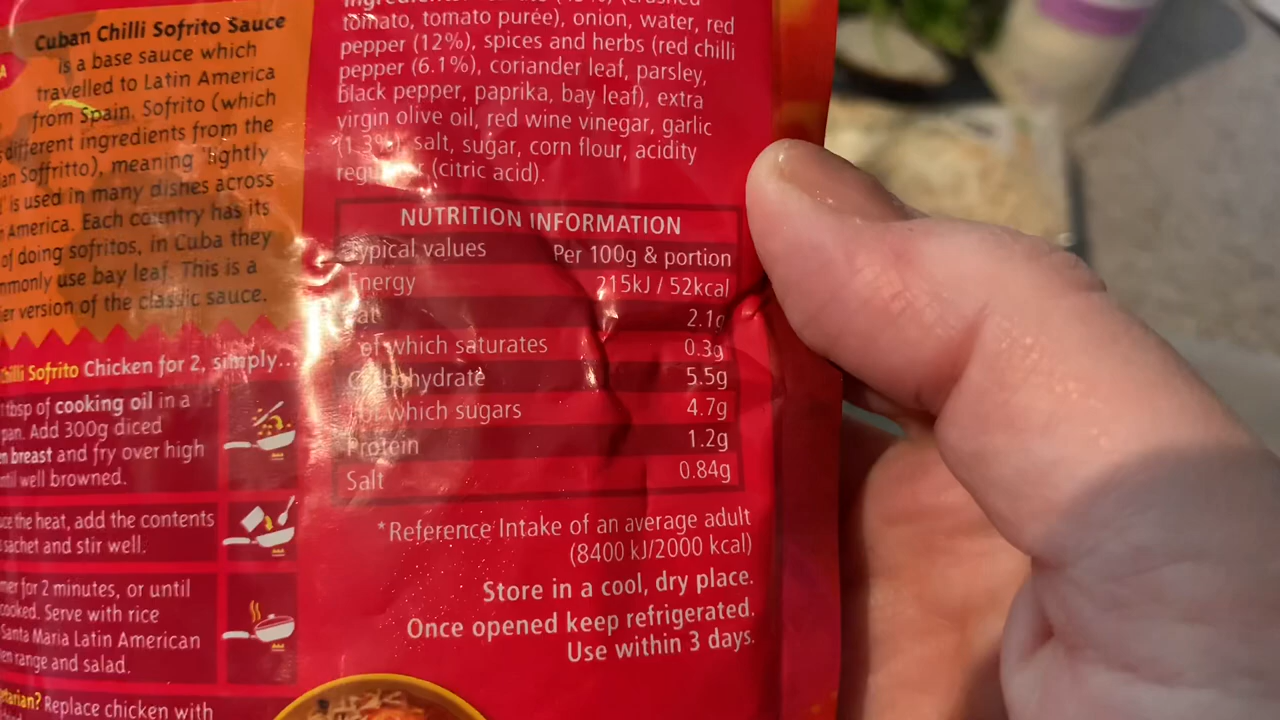 Cuban Chilli Sofrito Sauce
is a base sauce which
travelled to Latin America
from Spain. Sofrito (which
different ingredients from the
Soffritto), meaning 'lightly
is used in many dishes across
America. Each country has its
of doing sofritos, in Cuba they
use bay leaf. This is a
version of the classic sauce.
Chilli Sofrito Chicken for 2, simply...
tbsp of cooking oil in a
pan. Add 300g diced
breast and fry over high
well browned.
the heat, add the contents
sachet and stir well.
for 2 minutes, or until
cooked. Serve with rice
Santa Maria Latin American
range and salad.
Replace chicken with
tomato, tomato purée), onion, water, red
pepper (12%), spices and herbs (red chilli
pepper (6.1%), coriander leaf, parsley,
black pepper, paprika, bay leaf), extra
virgin olive oil, red wine vinegar, garlic
(1.3%), salt, sugar, corn flour, acidity
(citric acid).
NUTRITION INFORMATION
Typical values Per 100g & portion
Energy 215kJ / 52kcal
Fat 2.1g
of which saturates 0.3g
Carbohydrate 5.5g
of which sugars 4.7g
Protein 1.2g
Salt 0.84g
*Reference Intake of an average adult
(8400 kJ/2000 kcal)
Store in a cool, dry place.
Once opened keep refrigerated.
Use within 3 days.